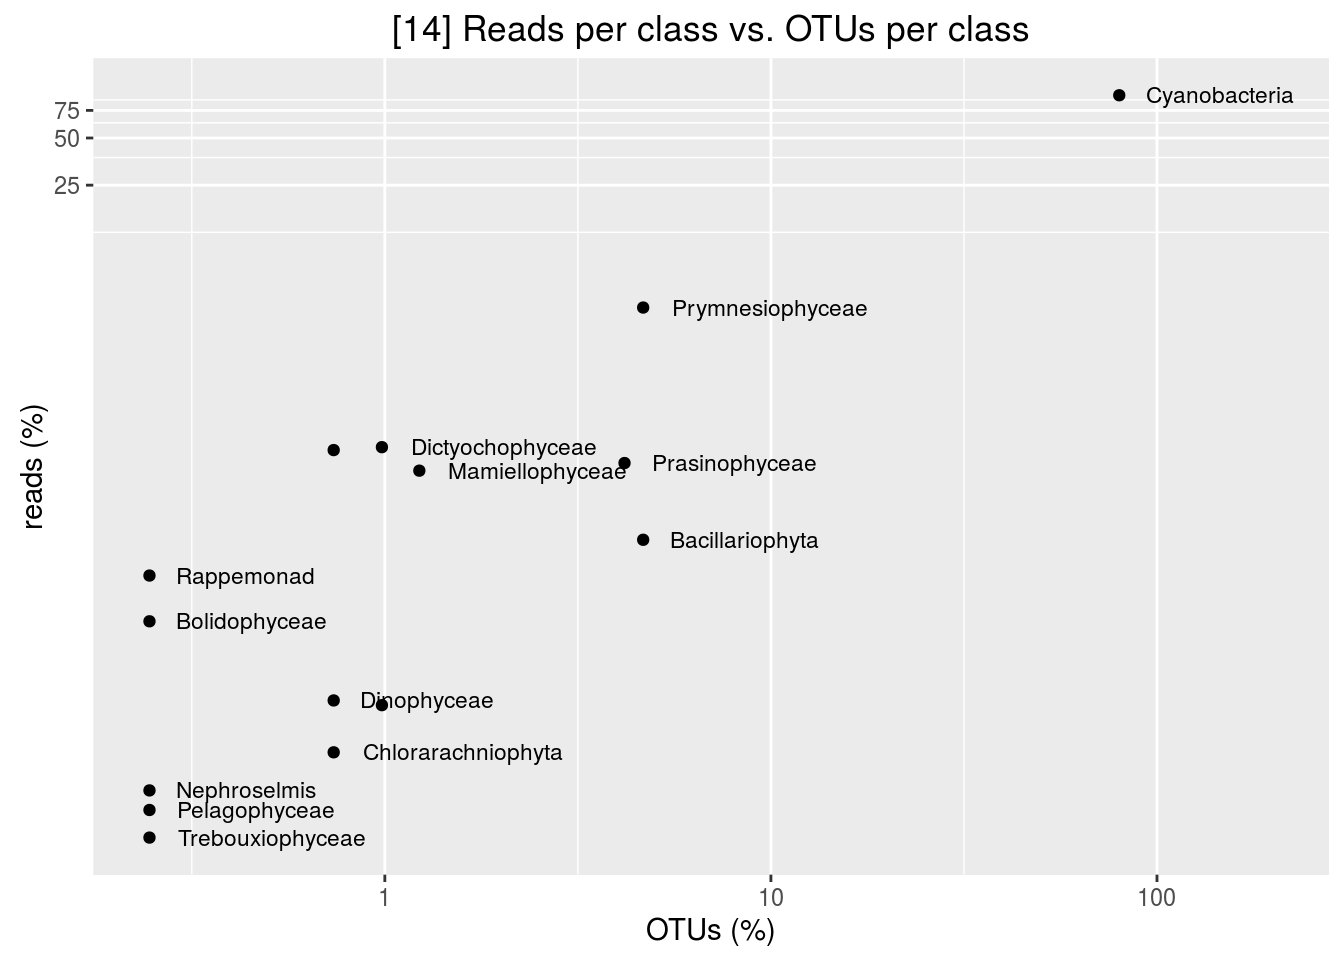 [14] Reads per class vs. OTUs per class
75
50
25
reads (%)
Cyanobacteria
Prymnesiophyceae
Dictyochophyceae
Mamiellophyceae
Prasinophyceae
Bacillariophyta
Rappemonad
Bolidophyceae
Dinophyceae
Chlorarachniophyta
Nephroselmis
Pelagophyceae
Trebouxiophyceae
1 10 100
OTUs (%)